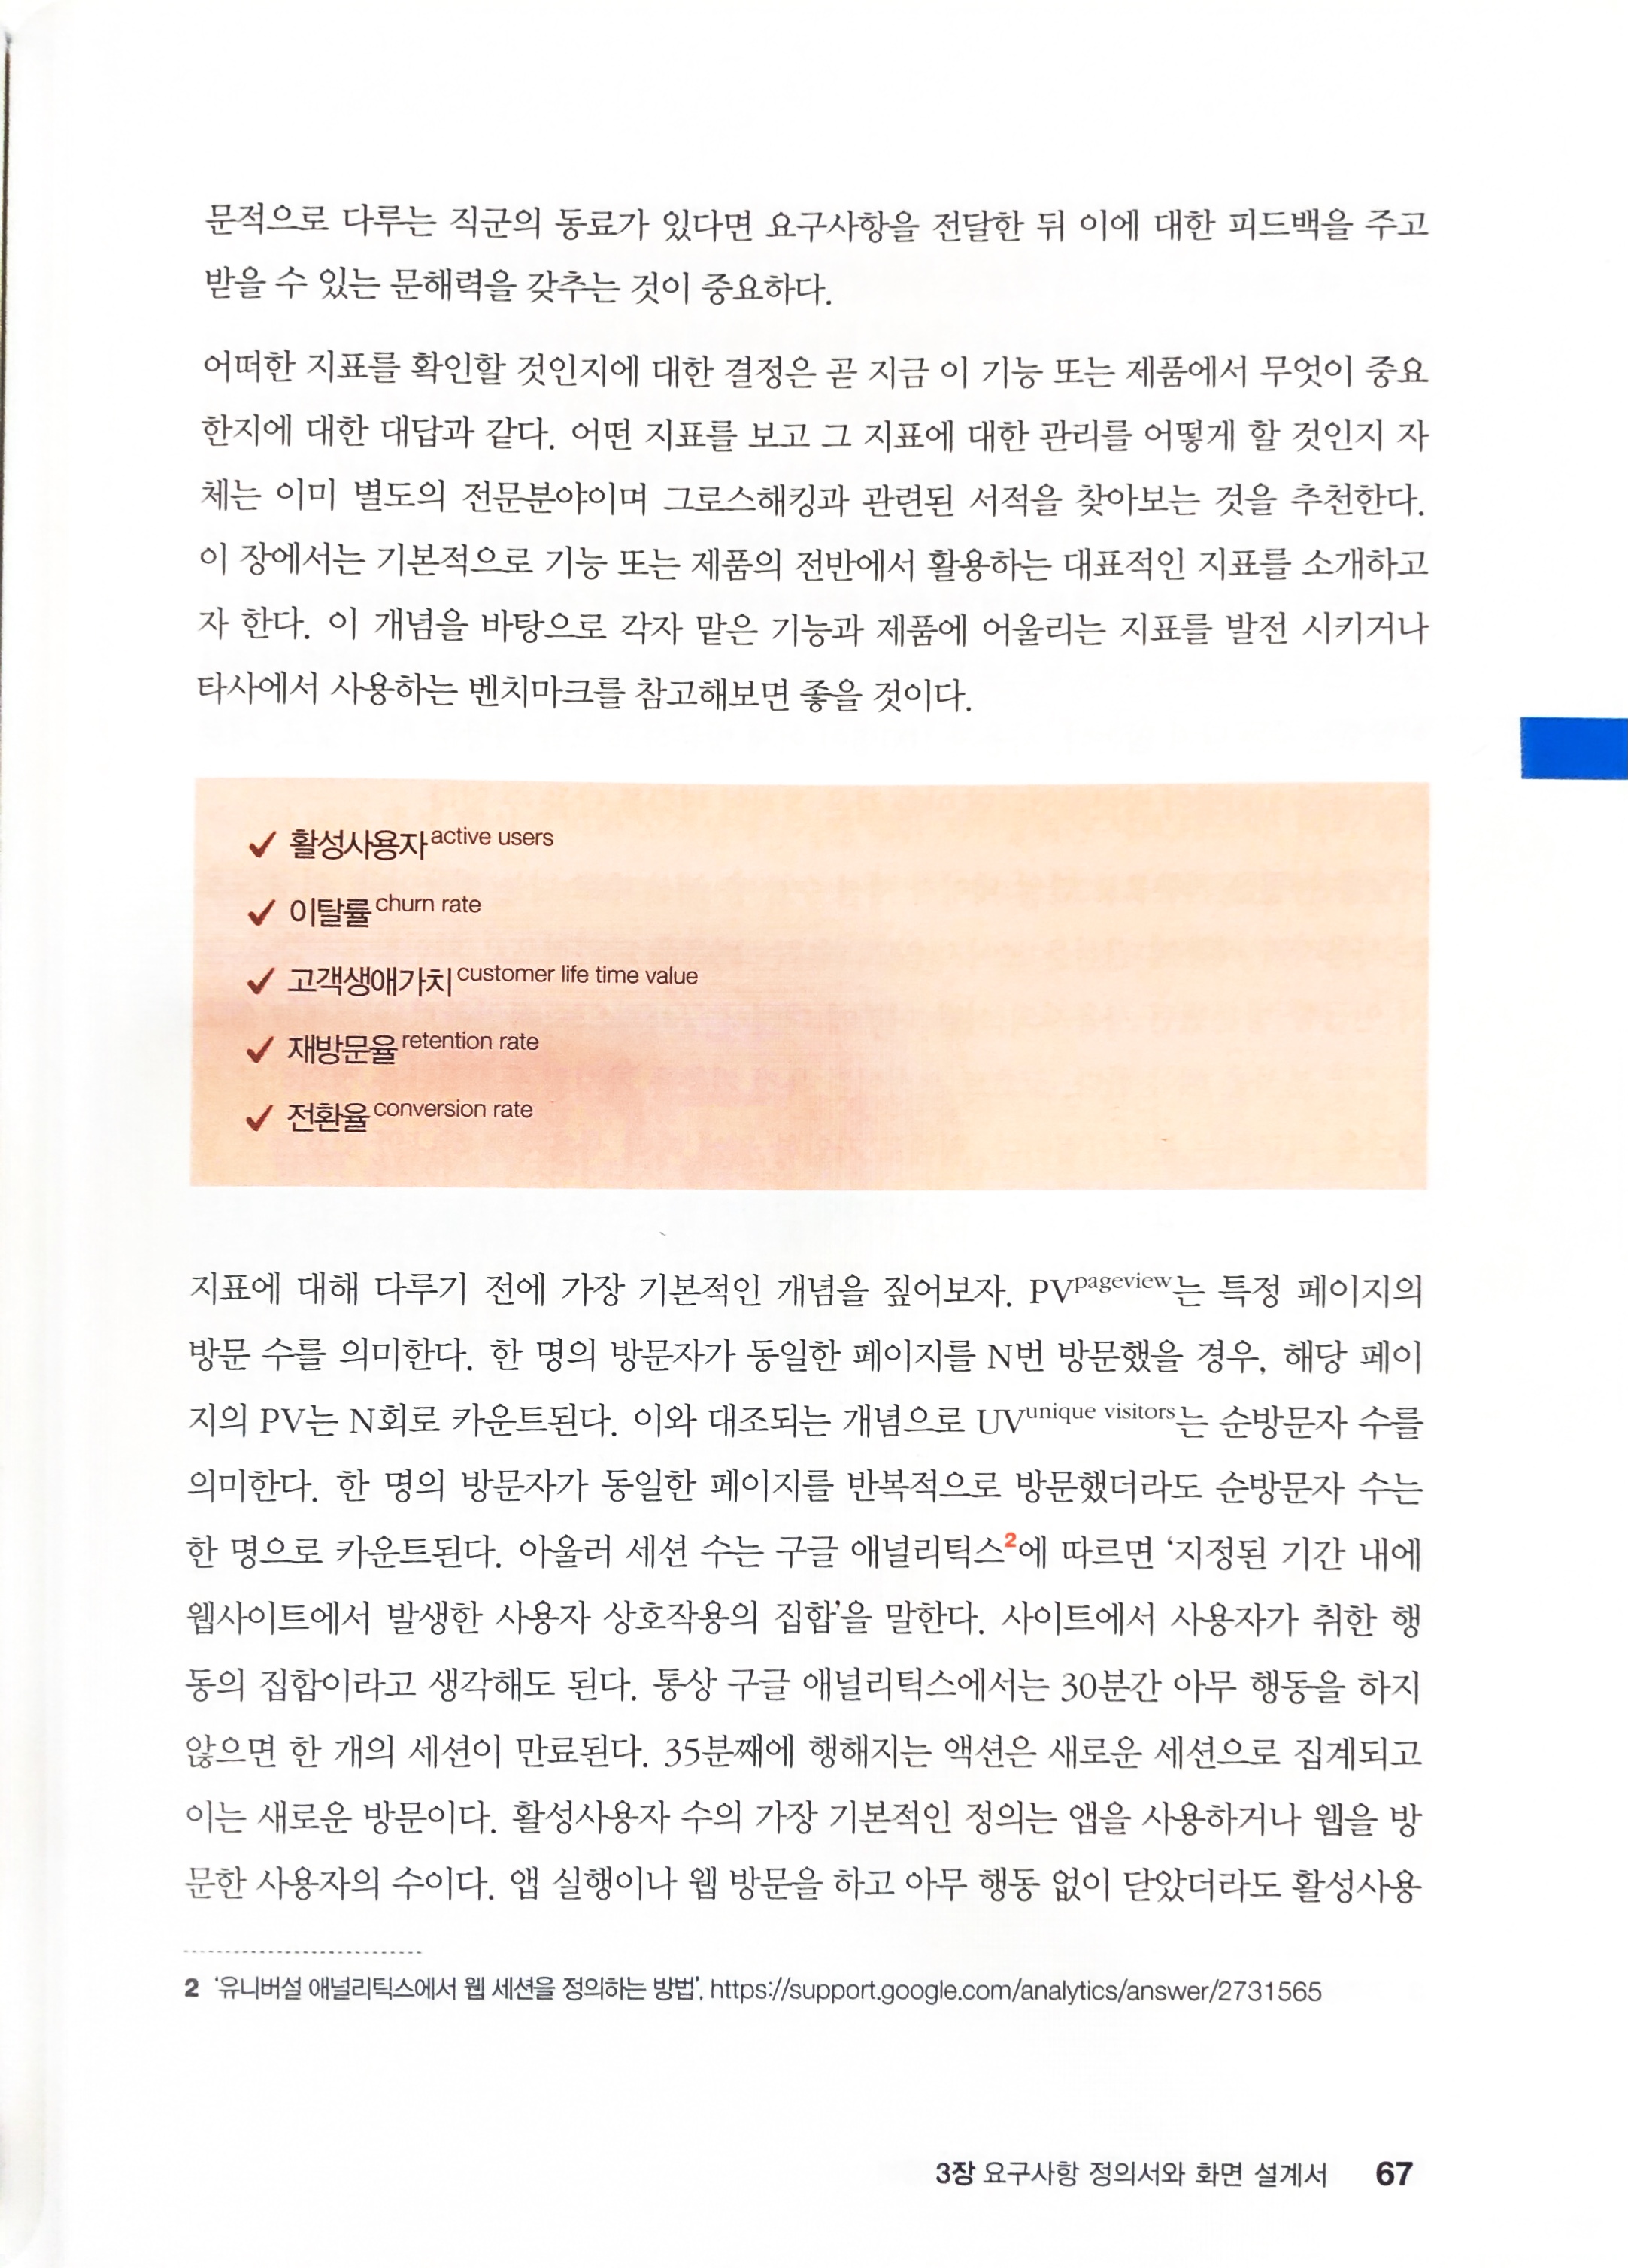 문적으로 다루는 직군의 동료가 있다면 요구사항을 전달한 뒤 이에 대한 피드백을 주고
받을 수 있는 문해력을 갖추는 것이 중요하다.
어떠한 지표를 확인할 것인지에 대한 결정은 곧 지금 이 기능 또는 제품에서 무엇이 중요
한지에 대한 대답과 같다. 어떤 지표를 보고 그 지표에 대한 관리를 어떻게 할 것인지 자
체는 이미 별도의 전문분야이며 그로스해킹과 관련된 서적을 찾아보는 것을 추천한다.
이 장에서는 기본적으로 기능 또는 제품의 전반에서 활용하는 대표적인 지표를 소개하고
자 한다. 이 개념을 바탕으로 각자 맡은 기능과 제품에 어울리는 지표를 발전 시키거나
타사에서 사용하는 벤치마크를 참고해보면 좋을 것이다.
✓ 활성사용자 active users
✓ 이탈률 churn rate
✓ 고객생애가치 customer life time value
✓ 재방문율 retention rate
✓ 전환율 conversion rate
지표에 대해 다루기 전에 가장 기본적인 개념을 짚어보자. PV pageview는 특정 페이지의
방문 수를 의미한다. 한 명의 방문자가 동일한 페이지를 N번 방문했을 경우, 해당 페이
지의 PV는 N회로 카운트된다. 이와 대조되는 개념으로 UV unique visitors는 순방문자 수를
의미한다. 한 명의 방문자가 동일한 페이지를 반복적으로 방문했더라도 순방문자 수는
한 명으로 카운트된다. 아울러 세션 수는 구글 애널리틱스2에 따르면 ‘지정된 기간 내에
웹사이트에서 발생한 사용자 상호작용의 집합’을 말한다. 사이트에서 사용자가 취한 행
동의 집합이라고 생각해도 된다. 통상 구글 애널리틱스에서는 30분간 아무 행동을 하지
않으면 한 개의 세션이 만료된다. 35분째에 행해지는 액션은 새로운 세션으로 집계되고
이는 새로운 방문이다. 활성사용자 수의 가장 기본적인 정의는 앱을 사용하거나 웹을 방
문한 사용자의 수이다. 앱 실행이나 웹 방문을 하고 아무 행동 없이 닫았더라도 활성사용
2 ‘유니버설 애널리틱스에서 웹 세션을 정의하는 방법’, https://support.google.com/analytics/answer/2731565
3장 요구사항 정의서와 화면 설계서 67